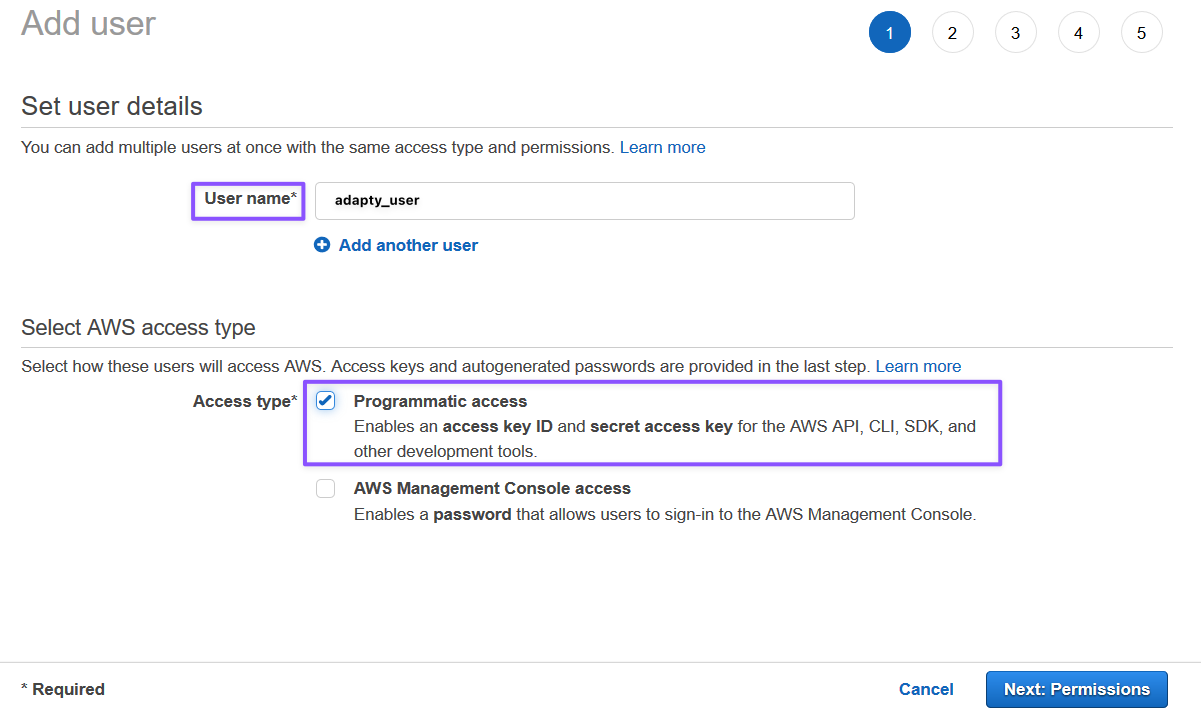 Add user
1 2 3 4 5
Set user details
You can add multiple users at once with the same access type and permissions. Learn more
User name* adapty_user
Add another user
Select AWS access type
Select how these users will access AWS. Access keys and autogenerated passwords are provided in the last step. Learn more
Access type* Programmatic access
Enables an access key ID and secret access key for the AWS API, CLI, SDK, and
other development tools.
AWS Management Console access
Enables a password that allows users to sign-in to the AWS Management Console.
* Required Cancel Next: Permissions